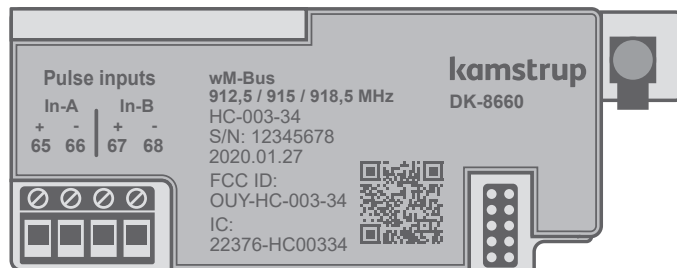 Pulse inputs
In-A In-B
+ - + -
65 66 67 68
wM-Bus
912,5 / 915 / 918,5 MHz
HC-003-34
S/N: 12345678
2020.01.27
FCC ID:
OUY-HC-003-34
IC:
22376-HC00334
kamstrup
DK-8660